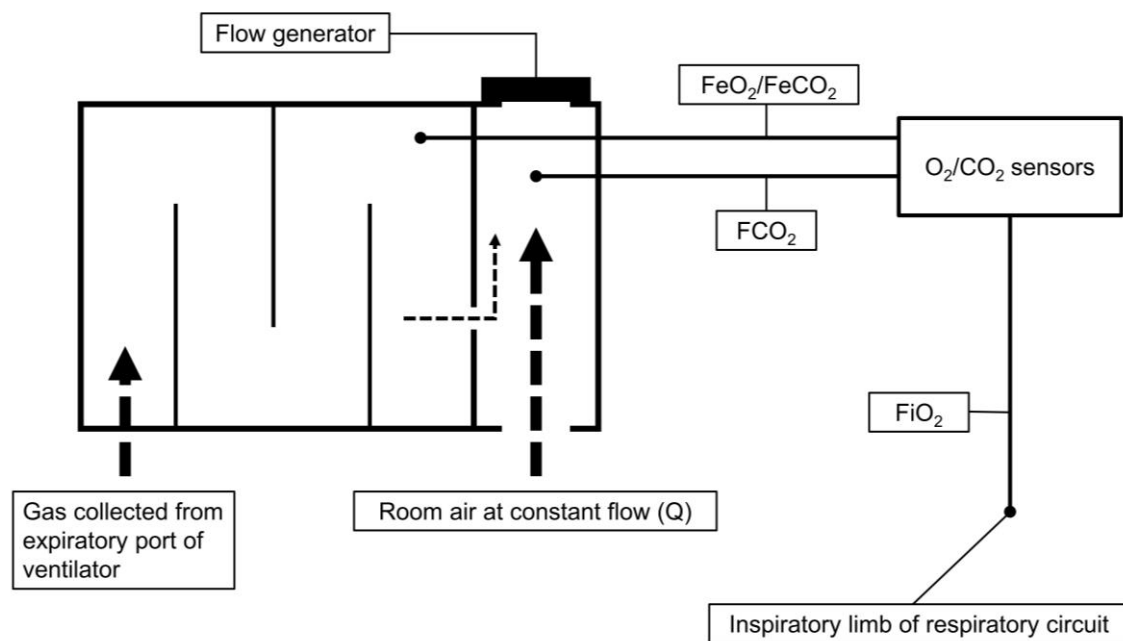 Flow generator
FeO₂/FeCO₂
O₂/CO₂ sensors
FCO₂
FiO₂
Gas collected from
expiratory port of
ventilator
Room air at constant flow (Q)
Inspiratory limb of respiratory circuit